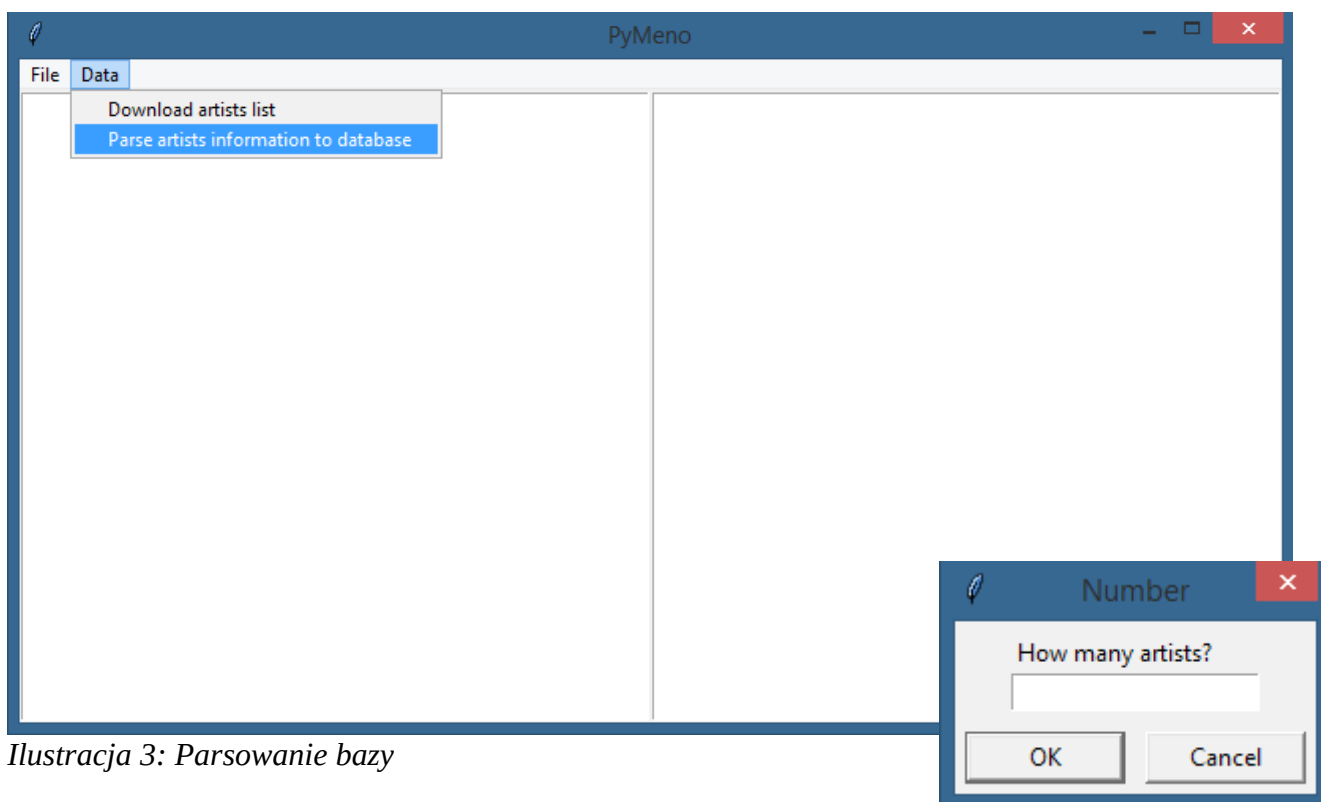 PyMeno
File Data
Download artists list
Parse artists information to database
Number
How many artists?
OK Cancel
Ilustracja 3: Parsowanie bazy